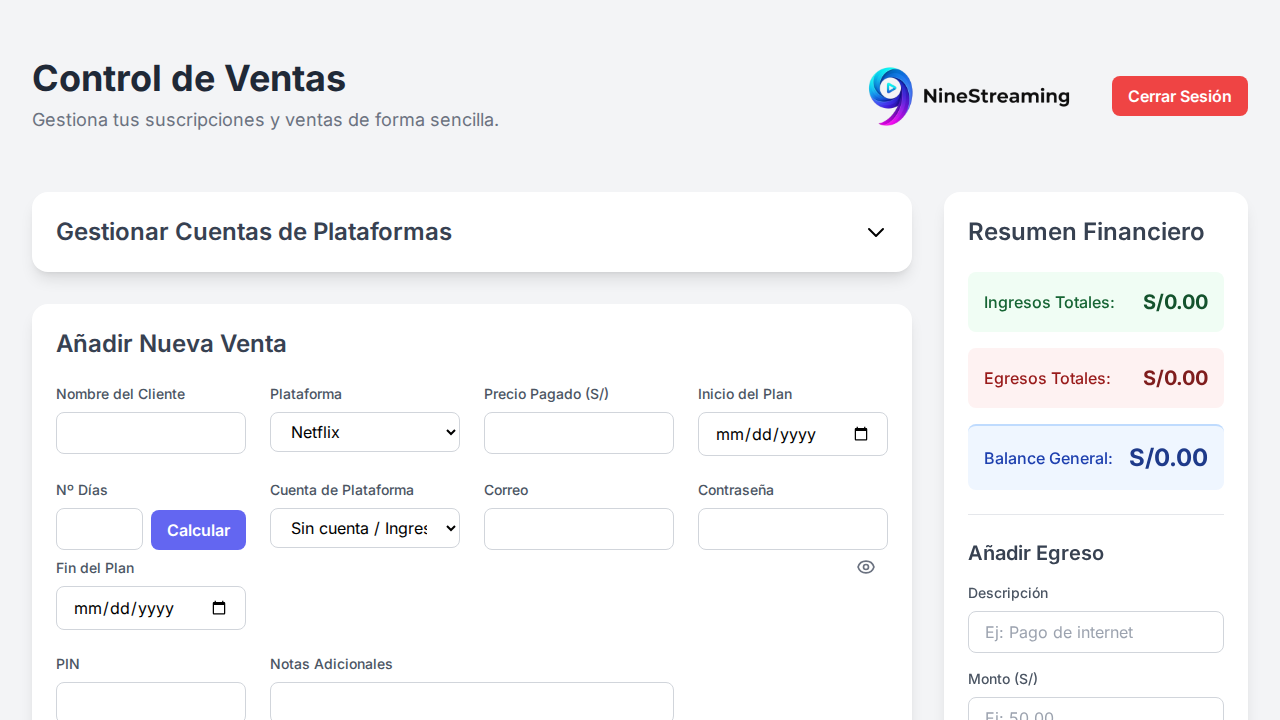 Control de Ventas
Gestiona tus suscripciones y ventas de forma sencilla.
NineStreaming
Cerrar Sesión
Gestionar Cuentas de Plataformas
Añadir Nueva Venta
Nombre del Cliente
Plataforma
Precio Pagado (S/)
Inicio del Plan
Netflix
mm/dd/yyyy
Nº Días
Cuenta de Plataforma
Correo
Contraseña
Calcular
Sin cuenta / Ingres
Fin del Plan
mm/dd/yyyy
PIN
Notas Adicionales
Resumen Financiero
Ingresos Totales: S/0.00
Egresos Totales: S/0.00
Balance General: S/0.00
Añadir Egreso
Descripción
Ej: Pago de internet
Monto (S/)
Ej: 50.00